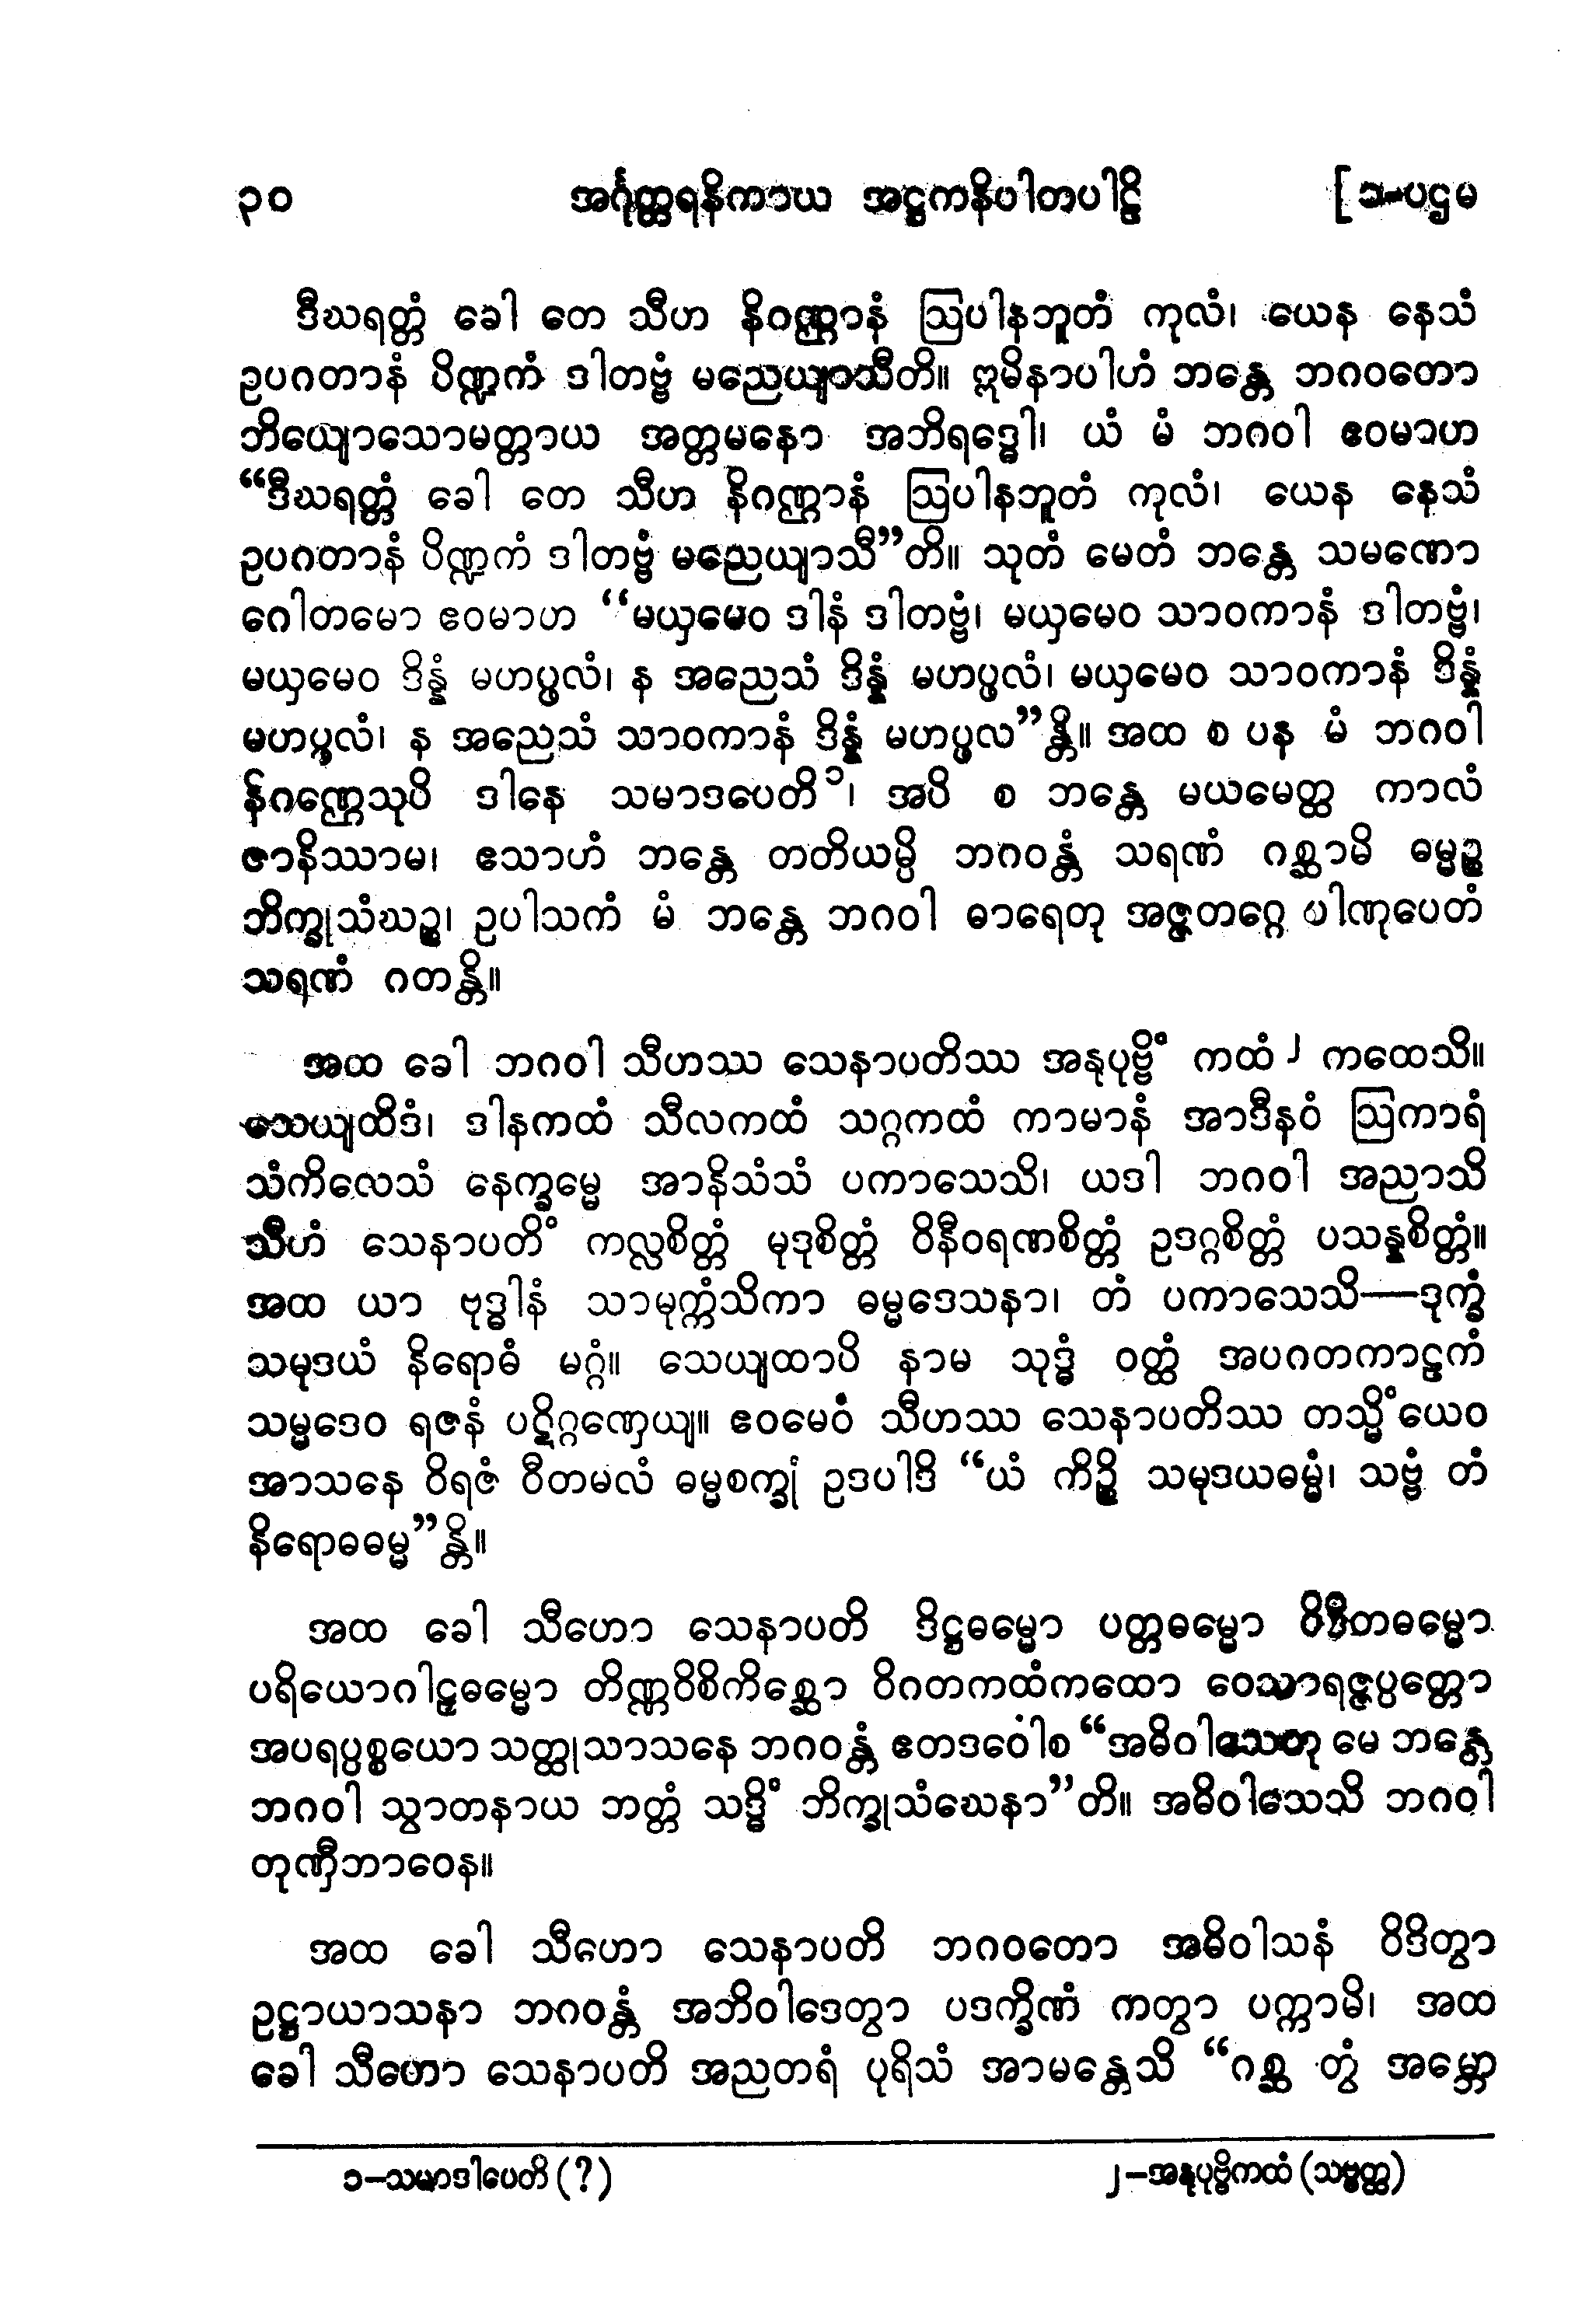 ၃၀ အင်္ဂုတ္တရနိကာယ အဋ္ဌကနိပါတပါဠိ [၁-ပဌမ
ဒီဃရတ္တံ ခေါ တေ သီဟ နိဂဏ္ဌာနံ ဩပါနဘူတံ ကုလံ၊ ယေန နေသံ
ဥပဂတာနံ ပိဏ္ဍကံ ဒါတဗ္ဗံ မညေယျာသီတိ။ ဣမိနာပါဟံ ဘန္တေ ဘဂဝတော
ဘိယျောသောမတ္တာယ အတ္တမနော အဘိရဒ္ဓေါ၊ ယံ မံ ဘဂဝါ ဧဝမာဟ
“ဒီဃရတ္တံ ခေါ တေ သီဟ နိဂဏ္ဌာနံ ဩပါနဘူတံ ကုလံ၊ ယေန နေသံ
ဥပဂတာနံ ပိဏ္ဍကံ ဒါတဗ္ဗံ မညေယျာသီ”တိ။ သုတံ မေတံ ဘန္တေ သမဏော
ဂေါတမော ဧဝမာဟ “မယှမေဝ ဒါနံ ဒါတဗ္ဗံ၊ မယှမေဝ သာဝကာနံ ဒါတဗ္ဗံ၊
မယှမေဝ ဒိန္နံ မဟပ္ဖလံ၊ န အညေသံ ဒိန္နံ မဟပ္ဖလံ၊ မယှမေဝ သာဝကာနံ ဒိန္နံ
မဟပ္ဖလံ၊ န အညေသံ သာဝကာနံ ဒိန္နံ မဟပ္ဖလ”န္တိ။ အထ စ ပန မံ ဘဂဝါ
နိဂဏ္ဌေသုပိ ဒါနေ သမာဒပေတိ၁၊ အပိ စ ဘန္တေ မယမေတ္ထ ကာလံ
ဇာနိဿာမ၊ ဧသာဟံ ဘန္တေ တတိယမ္ပိ ဘဂဝန္တံ သရဏံ ဂစ္ဆာမိ ဓမ္မဉ္စ
ဘိက္ခုသံဃဉ္စ၊ ဥပါသကံ မံ ဘန္တေ ဘဂဝါ ဓာရေတု အဇ္ဇတဂ္ဂေ ပါဏုပေတံ
သရဏံ ဂတန္တိ။
အထ ခေါ ဘဂဝါ သီဟဿ သေနာပတိဿ အနုပုဗ္ဗိံ ကထံ၂ ကထေသိ။
သေယျထိဒံ၊ ဒါနကထံ သီလကထံ သဂ္ဂကထံ ကာမာနံ အာဒီနဝံ ဩကာရံ
သံကိလေသံ နေက္ခမ္မေ အာနိသံသံ ပကာသေသိ၊ ယဒါ ဘဂဝါ အညာသိ
သီဟံ သေနာပတိံ ကလ္လစိတ္တံ မုဒုစိတ္တံ ဝိနီဝရဏစိတ္တံ ဥဒဂ္ဂစိတ္တံ ပသန္နစိတ္တံ။
အထ ယာ ဗုဒ္ဓါနံ သာမုက္ကံသိကာ ဓမ္မဒေသနာ၊ တံ ပကာသေသိ—ဒုက္ခံ
သမုဒယံ နိရောဓံ မဂ္ဂံ။ သေယျထာပိ နာမ သုဒ္ဓံ ဝတ္ထံ အပဂတကာဠကံ
သမ္မဒေဝ ရဇနံ ပဋိဂ္ဂဏှေယျ။ ဧဝမေဝံ သီဟဿ သေနာပတိဿ တသ္မိံယေဝ
အာသနေ ဝိရဇံ ဝီတမလံ ဓမ္မစက္ခုံ ဥဒပါဒိ “ယံ ကိဉ္စိ သမုဒယဓမ္မံ၊ သဗ္ဗံ တံ
နိရောဓဓမ္မ”န္တိ။
အထ ခေါ သီဟော သေနာပတိ ဒိဋ္ဌဓမ္မော ပတ္တဓမ္မော ဝိဒိတဓမ္မော
ပရိယောဂါဠှဓမ္မော တိဏ္ဏဝိစိကိစ္ဆော ဝိဂတကထံကထော ဝေသာရဇ္ဇပ္ပတ္တော
အပရပ္ပစ္စယော သတ္ထုသာသနေ ဘဂဝန္တံ ဧတဒဝေါစ “အဓိဝါသေတု မေ ဘန္တေ
ဘဂဝါ သွာတနာယ ဘတ္တံ သဒ္ဓိံ ဘိက္ခုသံဃေနာ”တိ။ အဓိဝါသေသိ ဘဂဝါ
တုဏှီဘာဝေန။
အထ ခေါ သီဟော သေနာပတိ ဘဂဝတော အဓိဝါသနံ ဝိဒိတွာ
ဥဋ္ဌာယာသနာ ဘဂဝန္တံ အဘိဝါဒေတွာ ပဒက္ခိဏံ ကတွာ ပက္ကာမိ၊ အထ
ခေါ သီဟော သေနာပတိ အညတရံ ပုရိသံ အာမန္တေသိ “ဂစ္ဆ တွံ အမ္ဘော
၁-သမာဒါပေတိ (?) ၂-အနုပုဗ္ဗိကထံ (သဗ္ဗတ္ထ)